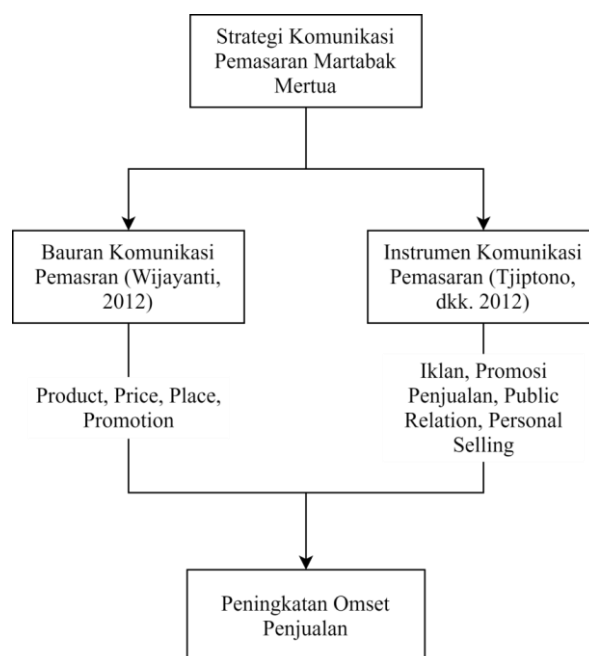 Strategi Komunikasi
Pemasaran Martabak
Mertua
Bauran Komunikasi
Pemasran (Wijayanti,
2012)
Instrumen Komunikasi
Pemasaran (Tjiptono,
dkk. 2012)
Product, Price, Place,
Promotion
Iklan, Promosi
Penjualan, Public
Relation, Personal
Selling
Peningkatan Omset
Penjualan